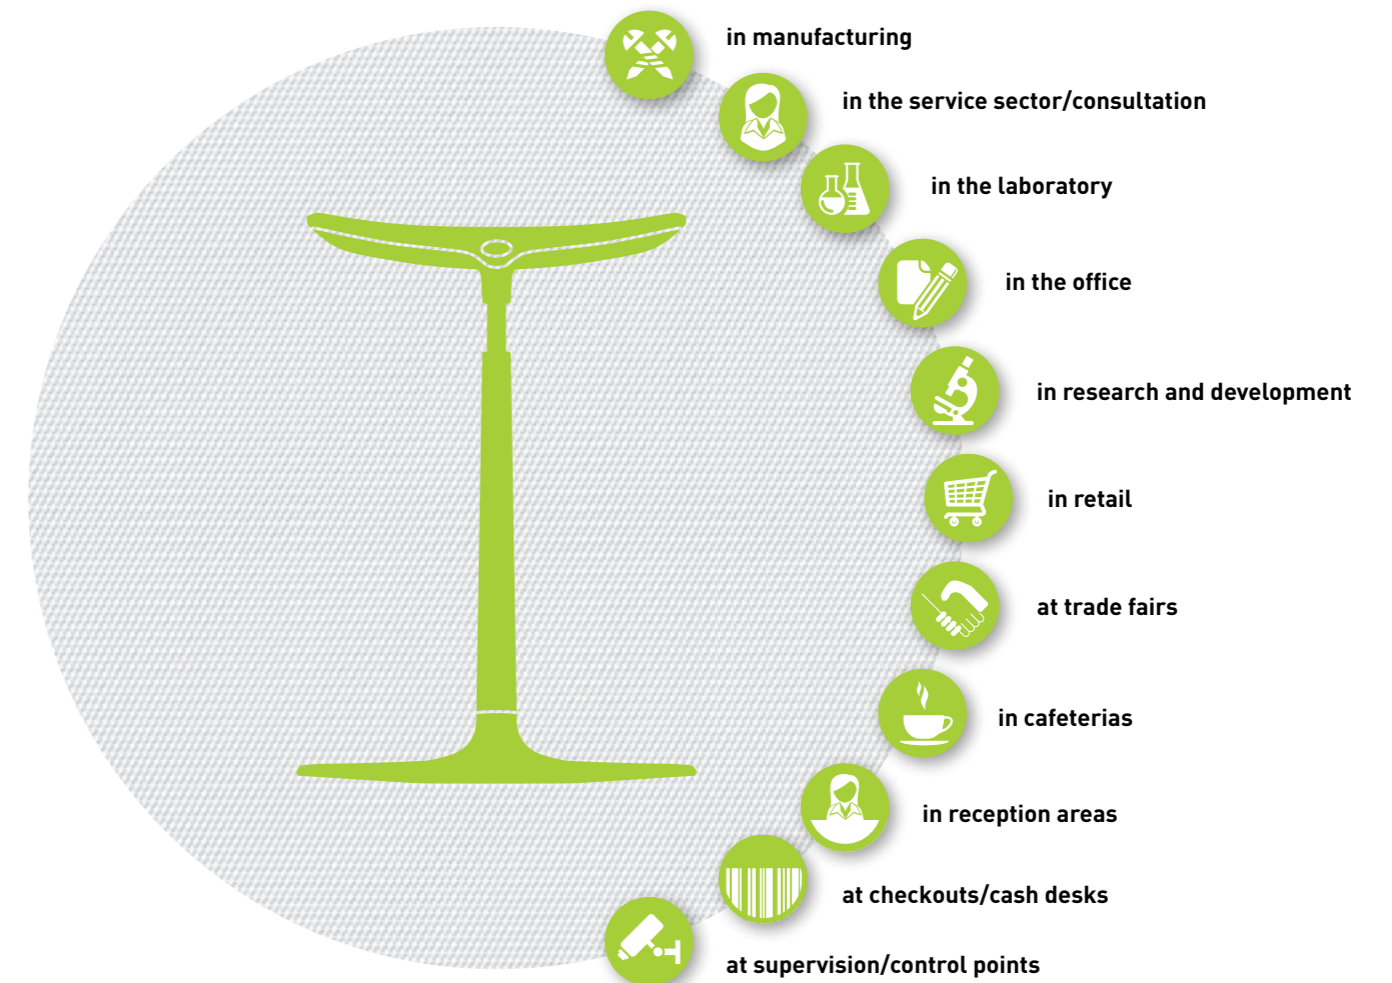 in manufacturing
in the service sector/consultation
in the laboratory
in the office
in research and development
in retail
at trade fairs
in cafeterias
in reception areas
at checkouts/cash desks
at supervision/control points